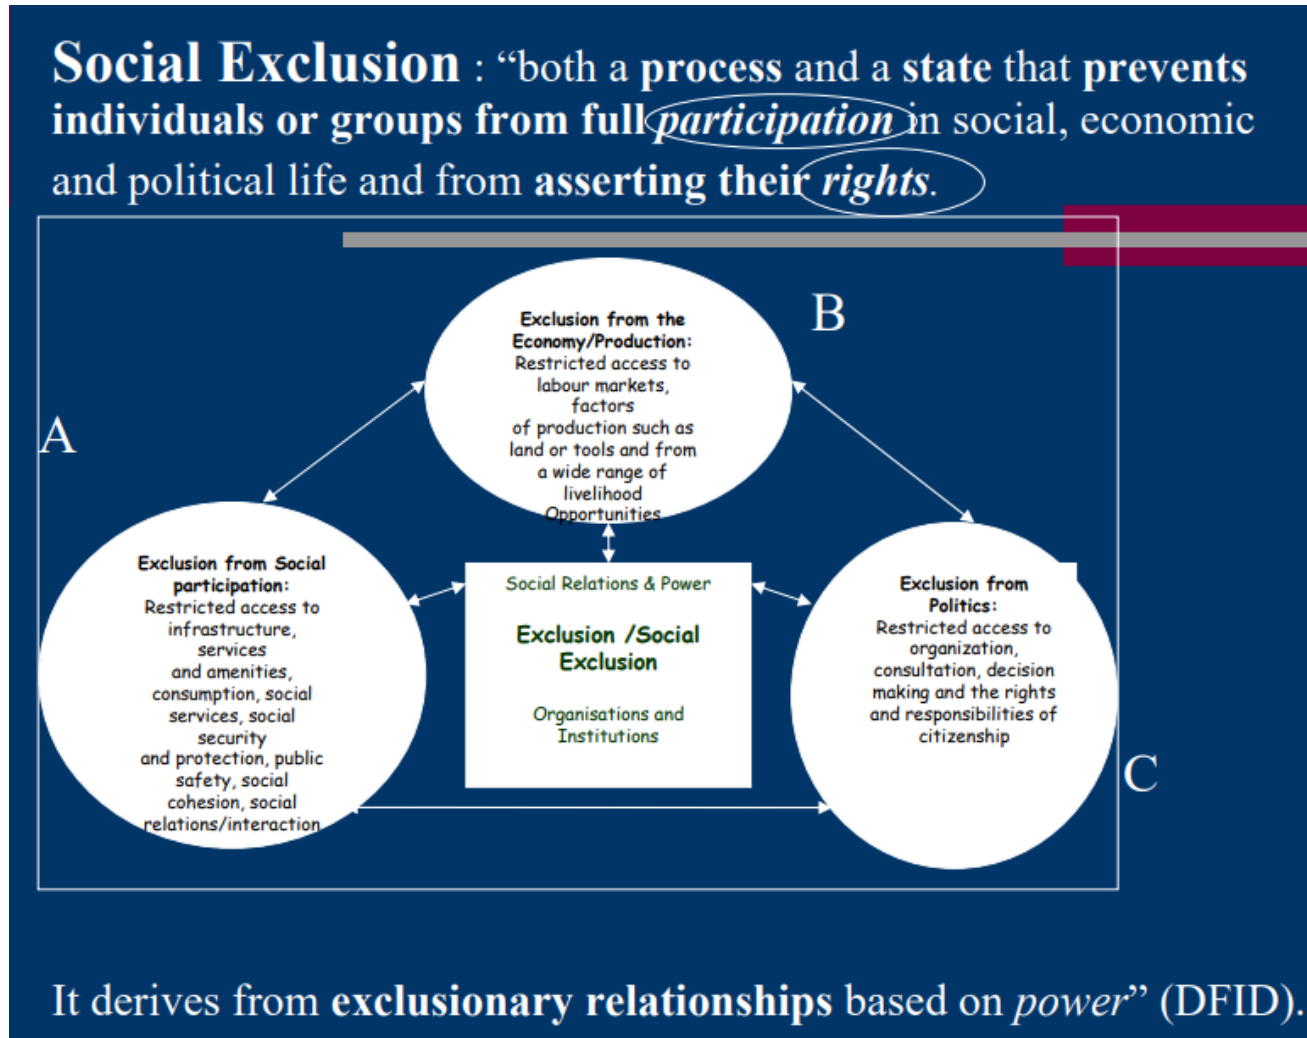 Social Exclusion : “both a process and a state that prevents
individuals or groups from full participation in social, economic
and political life and from asserting their rights.
B
Exclusion from the
Economy/Production:
Restricted access to
labour markets,
factors
of production such as
land or tools and from
a wide range of
livelihood
Opportunities
A
Exclusion from Social
participation:
Restricted access to
infrastructure,
services
and amenities,
consumption, social
services, social
security
and protection, public
safety, social
cohesion, social
relations/interaction
Social Relations & Power
Exclusion /Social
Exclusion
Organisations and
Institutions
Exclusion from
Politics:
Restricted access to
organization,
consultation, decision
making and the rights
and responsibilities of
citizenship
C
It derives from exclusionary relationships based on power” (DFID).